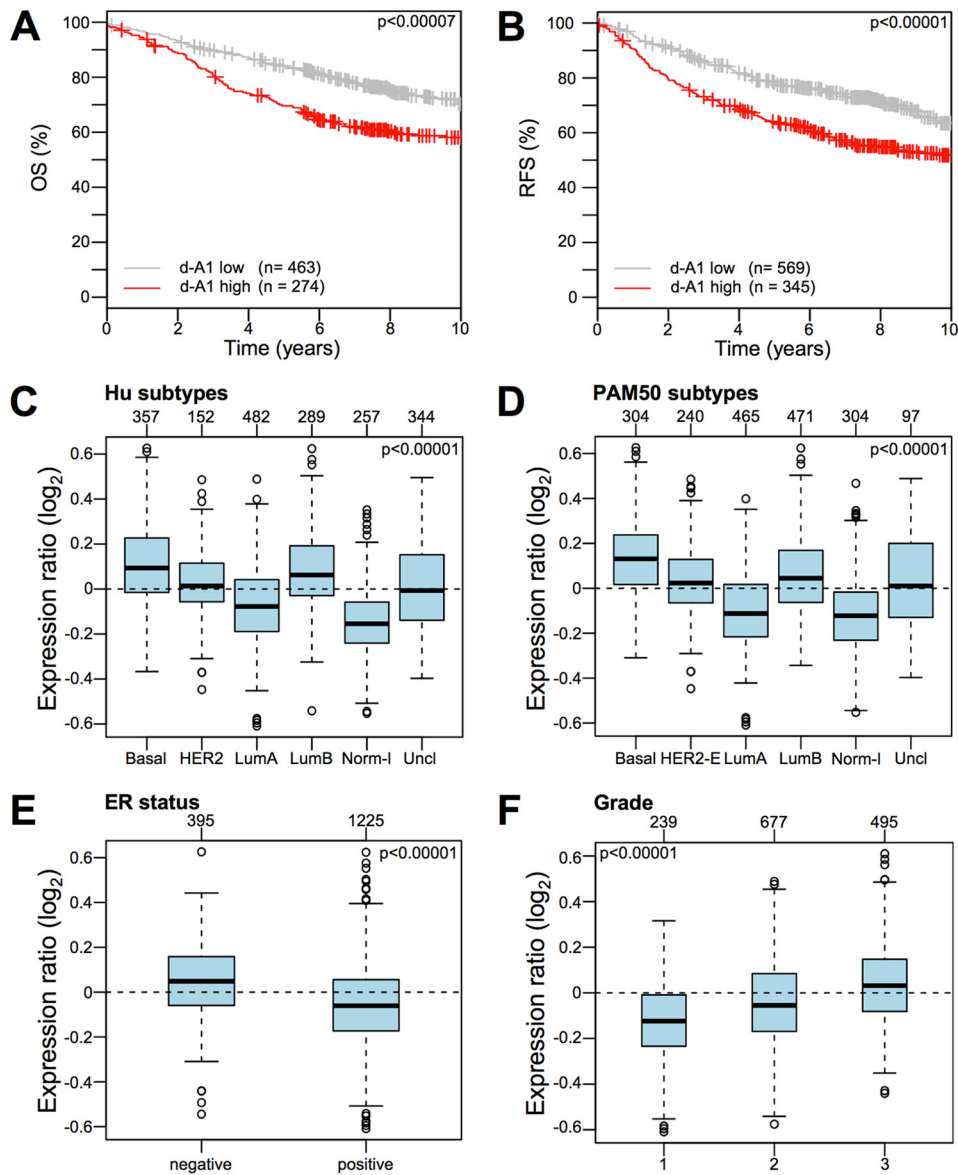 A
p<0.00007
100
80
60
40
20
0
OS (%)
d-A1 low (n= 463)
d-A1 high (n = 274)
0 2 4 6 8 10
Time (years)
B
p<0.00001
100
80
60
40
20
0
RFS (%)
d-A1 low (n= 569)
d-A1 high (n = 345)
0 2 4 6 8 10
Time (years)
C
Hu subtypes
357 152 482 289 257 344
p<0.00001
0.6
0.4
0.2
0
-0.2
-0.4
-0.6
Expression ratio (log2)
Basal HER2 LumA LumB Norm-l Uncl
D
PAM50 subtypes
304 240 465 471 304 97
p<0.00001
0.6
0.4
0.2
0
-0.2
-0.4
-0.6
Expression ratio (log2)
Basal HER2-E LumA LumB Norm-l Uncl
E
ER status
395 1225
p<0.00001
0.6
0.4
0.2
0
-0.2
-0.4
-0.6
Expression ratio (log2)
negative positive
F
Grade
239 677 495
p<0.00001
0.6
0.4
0.2
0
-0.2
-0.4
-0.6
Expression ratio (log2)
1 2 3